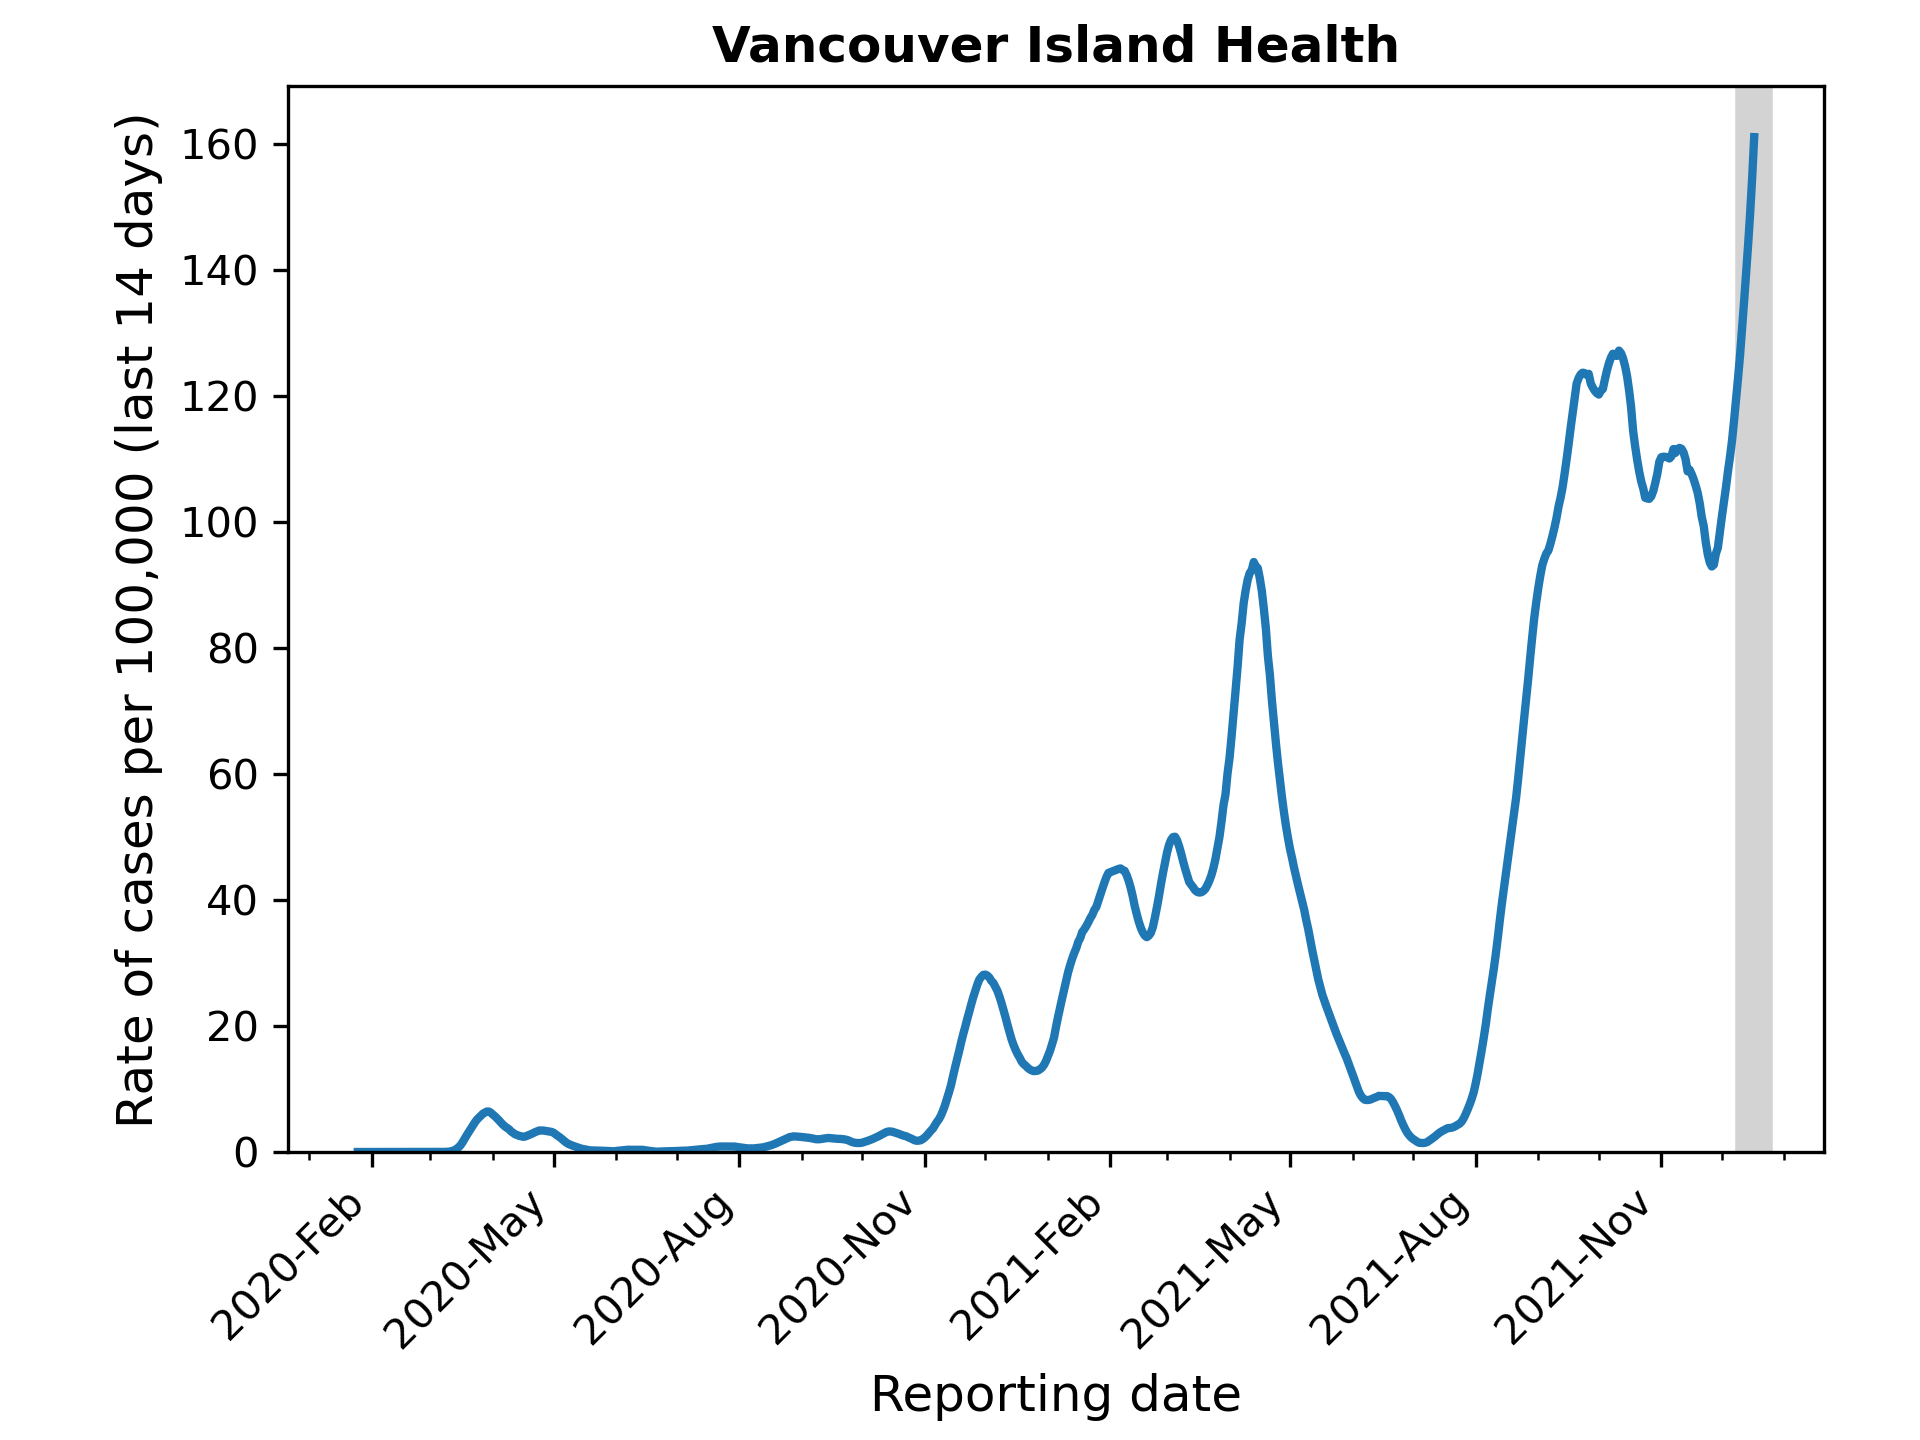 Vancouver Island Health
Rate of cases per 100,000 (last 14 days)
160
140
120
100
80
60
40
20
0
2020-Feb
2020-May
2020-Aug
2020-Nov
2021-Feb
2021-May
2021-Aug
2021-Nov
Reporting date